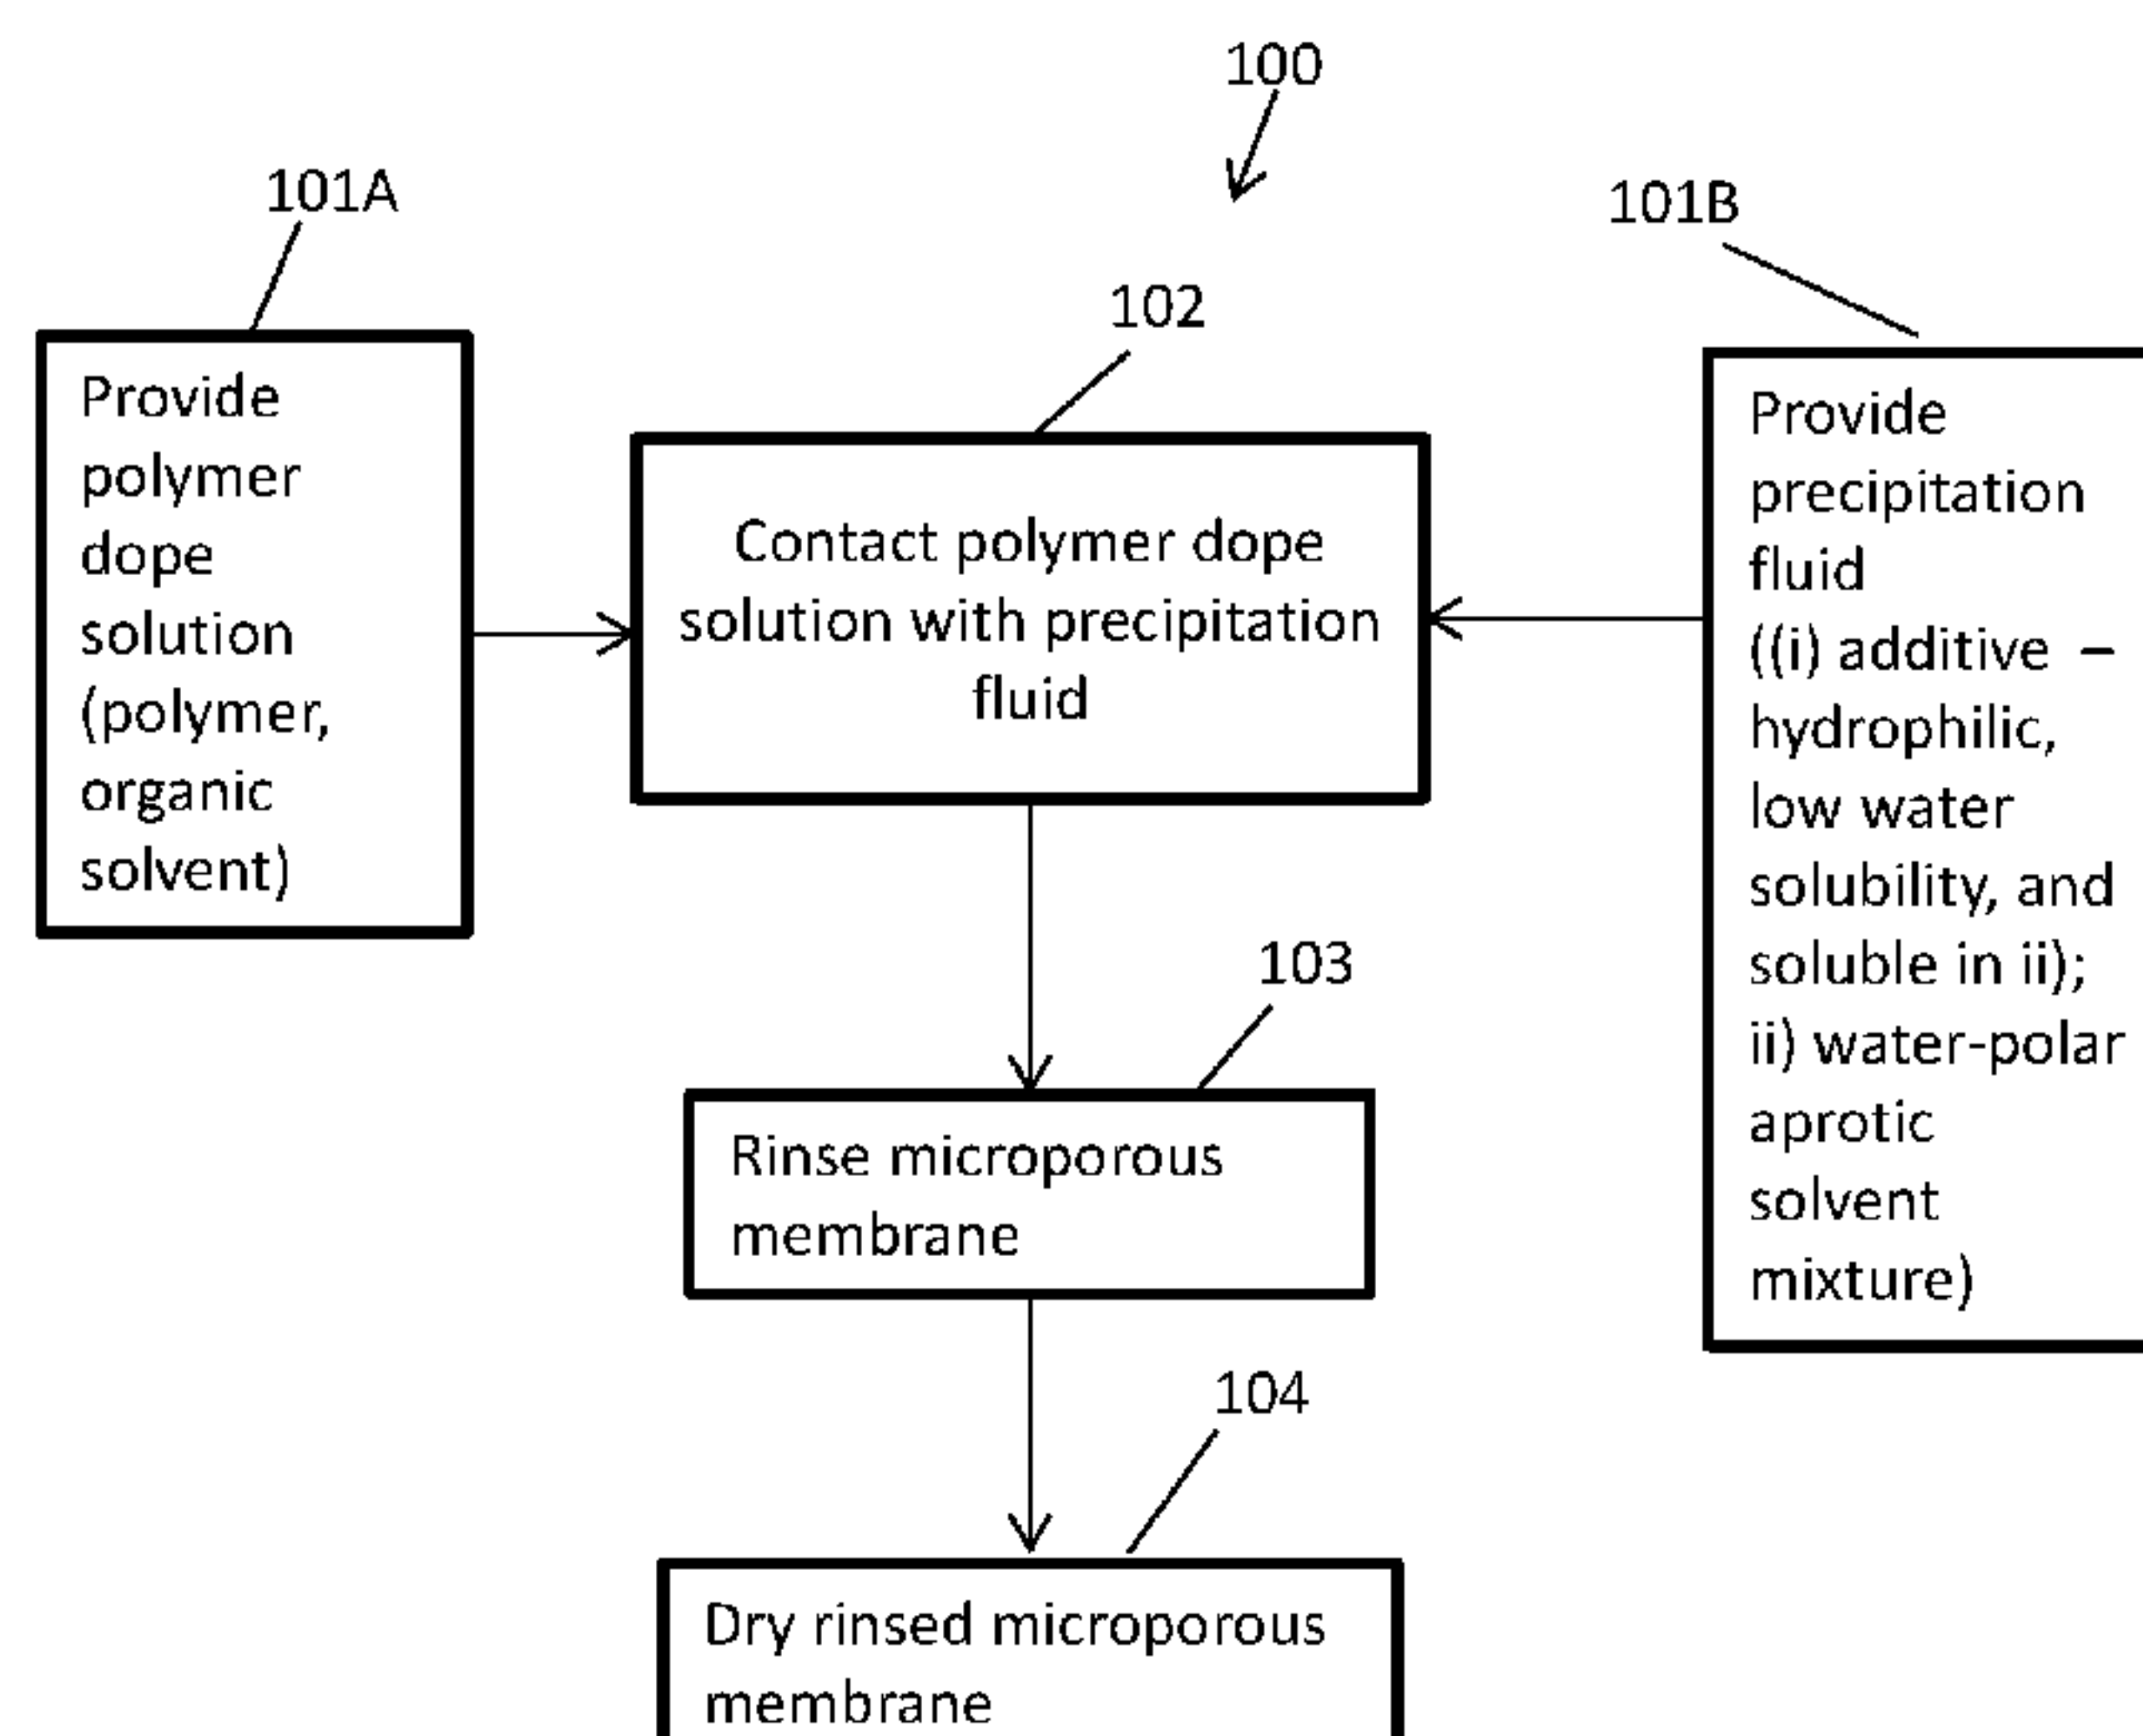 100
101A
101B
102
Provide
polymer
dope
solution
(polymer,
organic
solvent)
Contact polymer dope
solution with precipitation
fluid
Provide
precipitation
fluid
((i) additive –
hydrophilic,
low water
solubility, and
soluble in ii);
ii) water-polar
aprotic
solvent
mixture)
103
Rinse microporous
membrane
104
Dry rinsed microporous
membrane